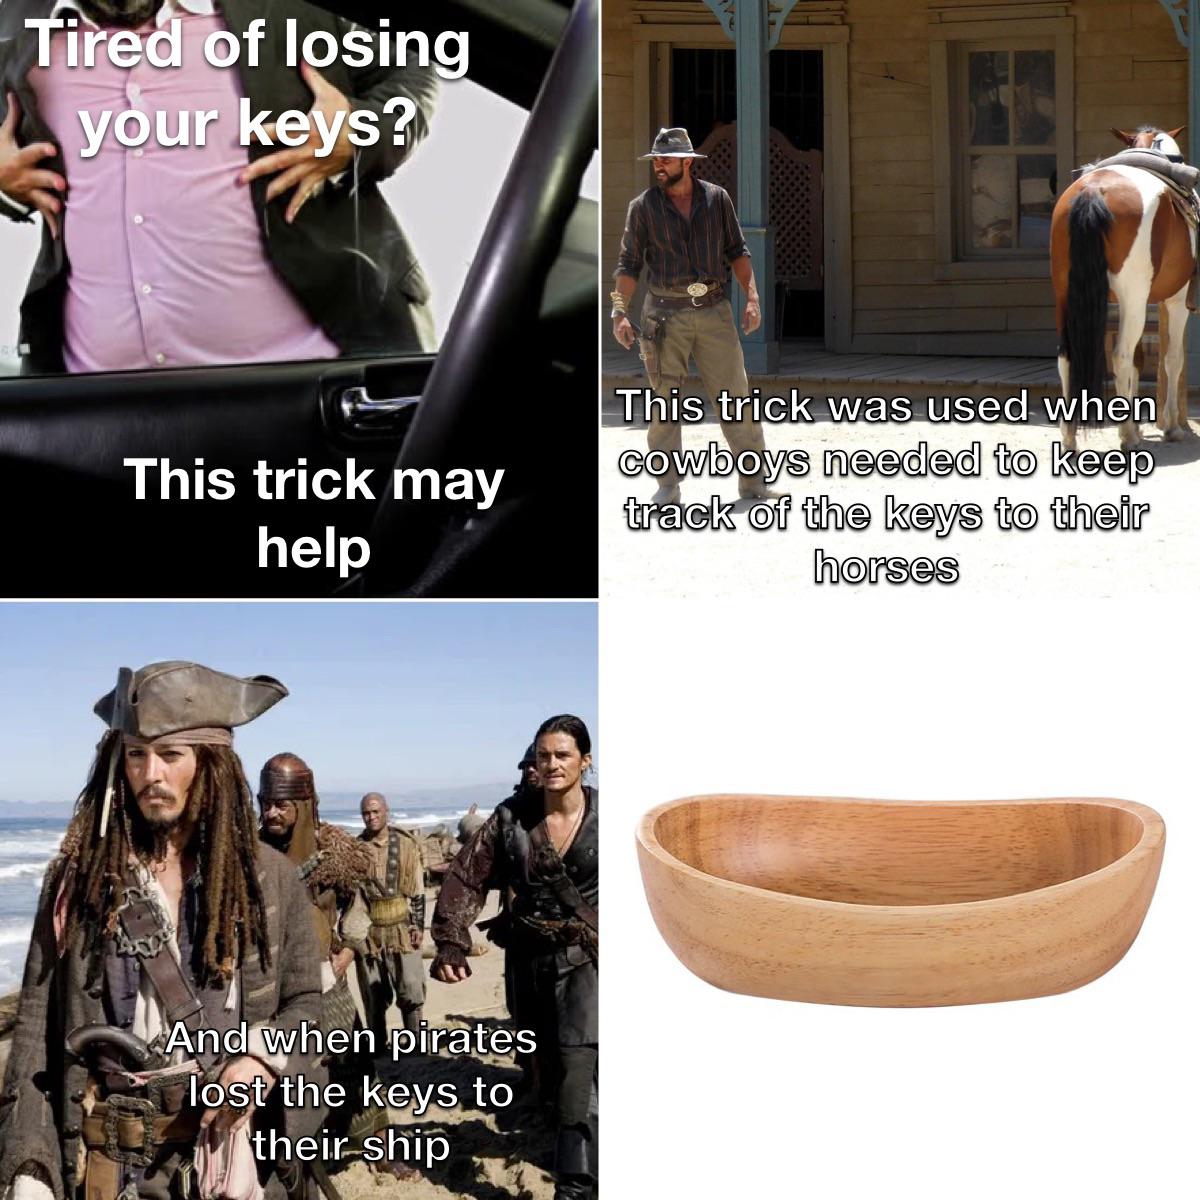 Tired of losing
your keys?
This trick may
help
This trick was used when
cowboys needed to keep
track of the keys to their
horses
And when pirates
lost the keys to
their ship